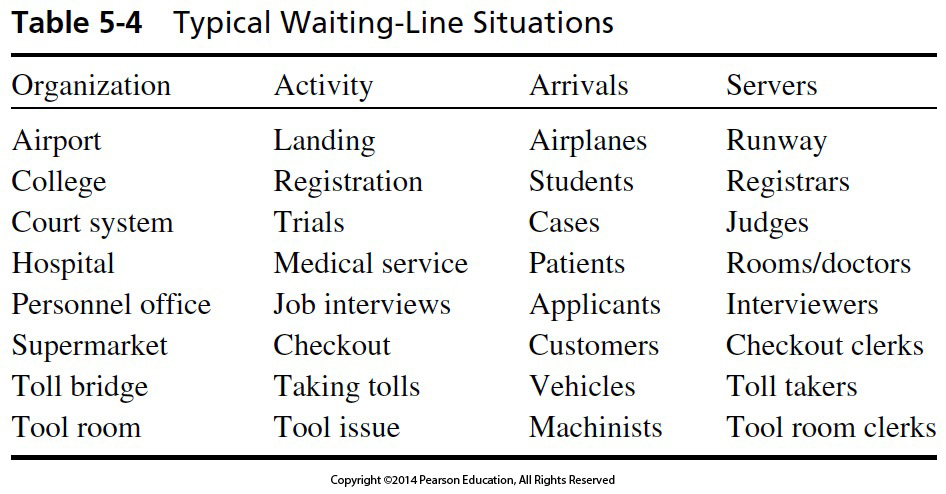 Table 5-4 Typical Waiting-Line Situations
Organization Activity Arrivals Servers
Airport Landing Airplanes Runway
College Registration Students Registrars
Court system Trials Cases Judges
Hospital Medical service Patients Rooms/doctors
Personnel office Job interviews Applicants Interviewers
Supermarket Checkout Customers Checkout clerks
Toll bridge Taking tolls Vehicles Toll takers
Tool room Tool issue Machinists Tool room clerks
Copyright ©2014 Pearson Education, All Rights Reserved